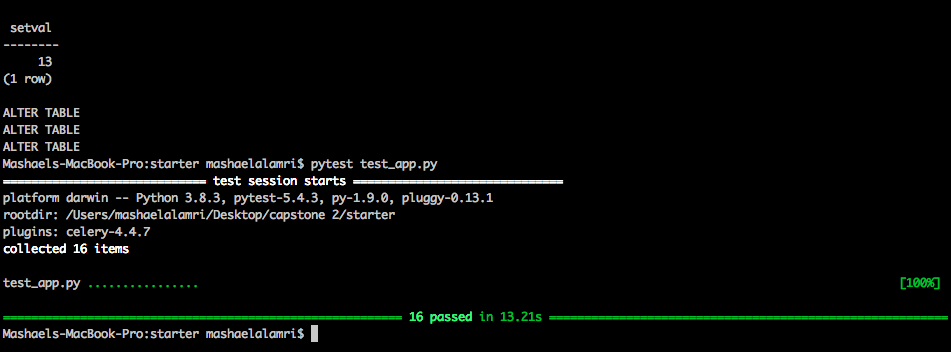 setval
--------
13
(1 row)
ALTER TABLE
ALTER TABLE
ALTER TABLE
Mashaels-MacBook-Pro:starter mashaelalamri$ pytest test_app.py
============================= test session starts ==============================
platform darwin -- Python 3.8.3, pytest-5.4.3, py-1.9.0, pluggy-0.13.1
rootdir: /Users/mashaelalamri/Desktop/capstone 2/starter
plugins: celery-4.4.7
collected 16 items
test_app.py ................ [100%]
============================= 16 passed in 13.21s ==============================
Mashaels-MacBook-Pro:starter mashaelalamri$